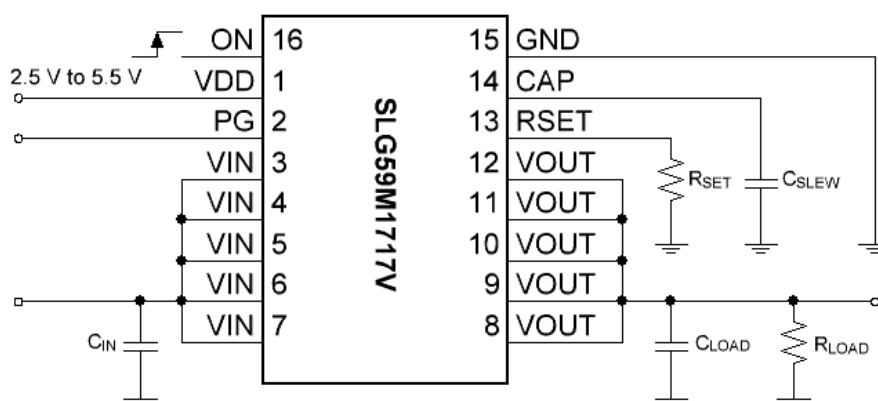 ON 16 15 GND
2.5 V to 5.5 V
VDD 1 14 CAP
PG 2 13 RSET
VIN 3 12 VOUT
VIN 4 11 VOUT
VIN 5 10 VOUT
VIN 6 9 VOUT
VIN 7 8 VOUT
SLG59M1717V
RSET
CSLEW
CIN
CLOAD
RLOAD